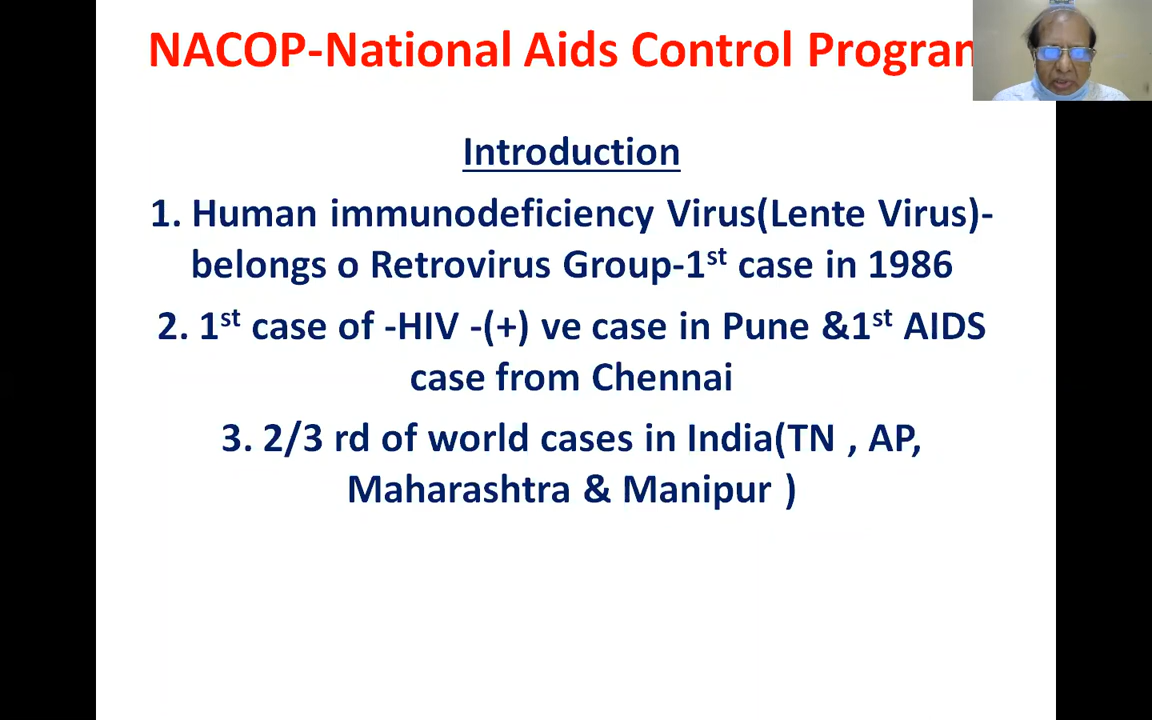 NACOP-National Aids Control Program
Introduction
1. Human immunodeficiency Virus(Lente Virus)-
belongs o Retrovirus Group-1st case in 1986
2. 1st case of -HIV -(+) ve case in Pune &1st AIDS
case from Chennai
3. 2/3 rd of world cases in India(TN , AP,
Maharashtra & Manipur )